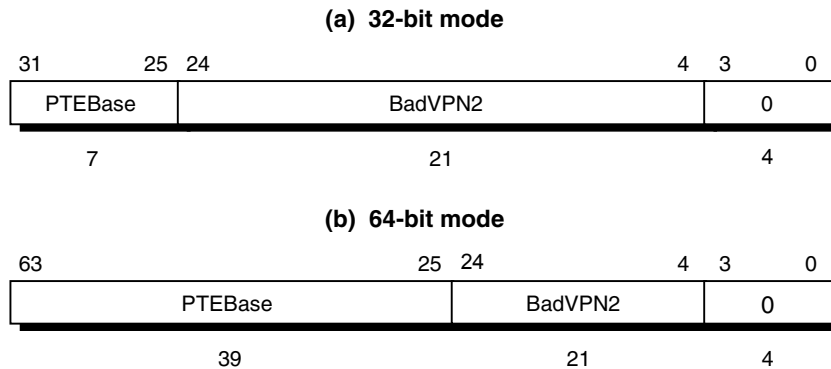 (a) 32-bit mode
31 25 24 4 3 0
PTEBase BadVPN2 0
7 21 4
(b) 64-bit mode
63 25 24 4 3 0
PTEBase BadVPN2 0
39 21 4